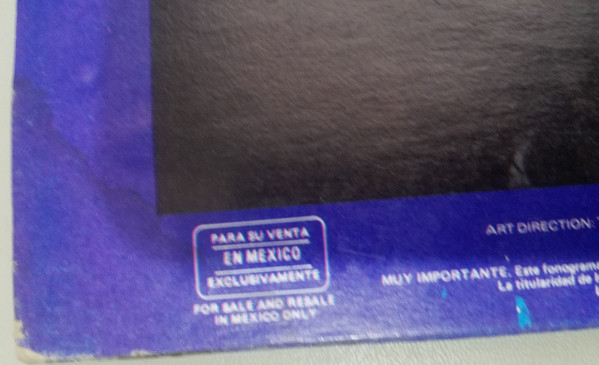 PARA SU VENTA
EN MEXICO
EXCLUSIVAMENTE
FOR SALE AND RESALE
IN MEXICO ONLY
ART DIRECTION:
MUY IMPORTANTE. Este fonograma
La titularidad de